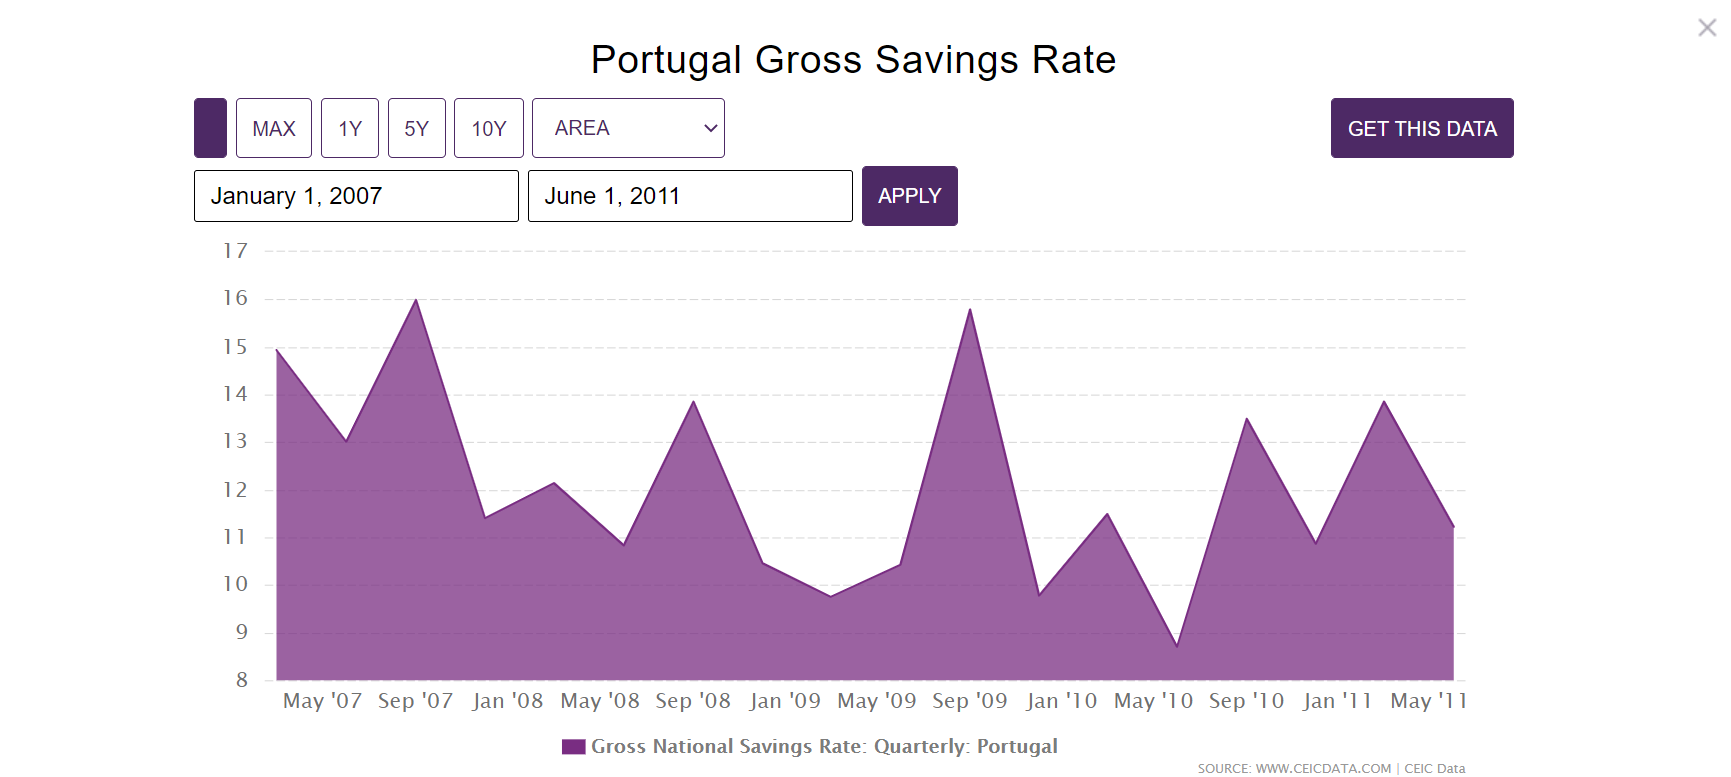 Portugal Gross Savings Rate
MAX 1Y 5Y 10Y AREA GET THIS DATA
January 1, 2007 June 1, 2011 APPLY
17
16
15
14
13
12
11
10
9
8
May '07 Sep '07 Jan '08 May '08 Sep '08 Jan '09 May '09 Sep '09 Jan '10 May '10 Sep '10 Jan '11 May '11
Gross National Savings Rate: Quarterly: Portugal
SOURCE: WWW.CEICDATA.COM | CEIC Data